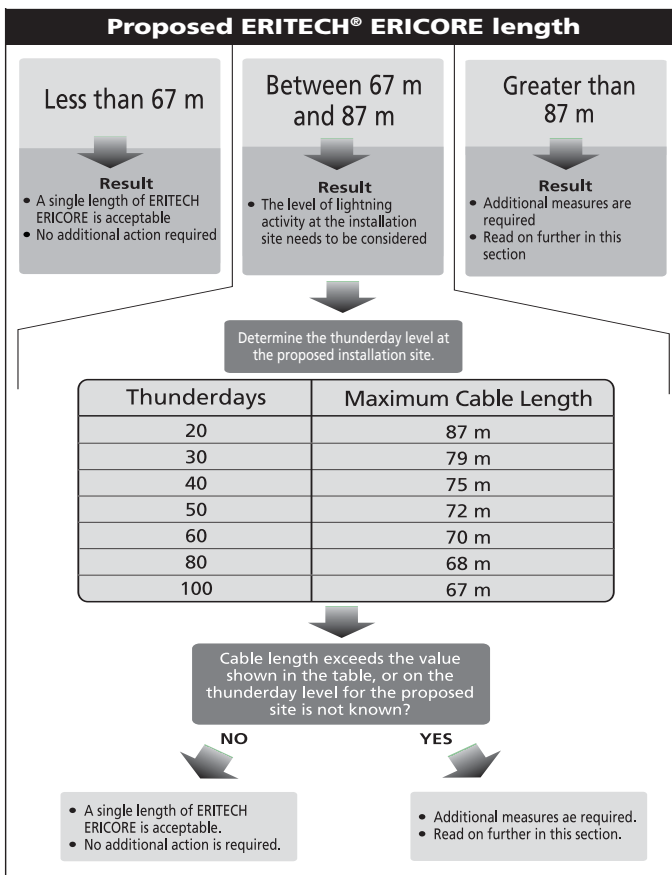 Proposed ERITECH® ERICORE length
Less than 67 m
Result
• A single length of ERITECH
ERICORE is acceptable
• No additional action required
Between 67 m
and 87 m
Result
• The level of lightning
activity at the installation
site needs to be considered
Greater than
87 m
Result
• Additional measures are
required
• Read on further in this
section
Determine the thunderday level at
the proposed installation site.
Thunderdays Maximum Cable Length
20 87 m
30 79 m
40 75 m
50 72 m
60 70 m
80 68 m
100 67 m
Cable length exceeds the value
shown in the table, or on the
thunderday level for the proposed
site is not known?
NO YES
• A single length of ERITECH
ERICORE is acceptable.
• No additional action is required.
• Additional measures ae required.
• Read on further in this section.